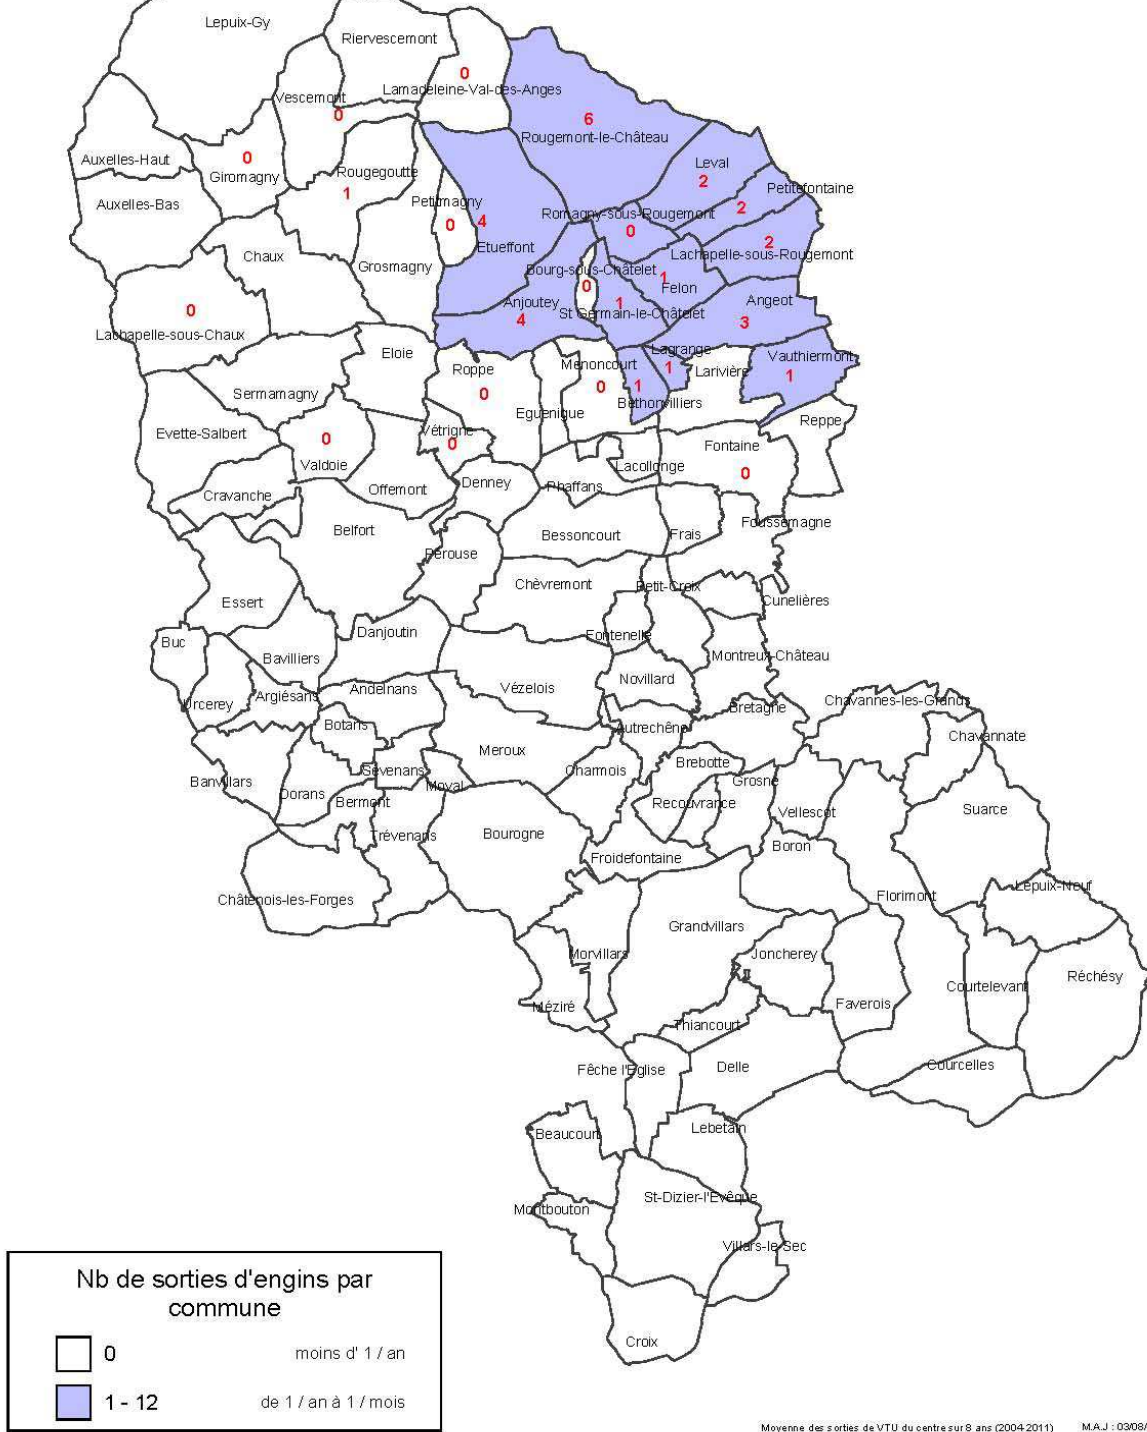 Lepuix-Gy
Riervescemont
0
Lamadeleine-Val-des-Anges
Vescemont
0
6
Rougemont-le-Château
Auxelles-Haut
0
Giromagny
Rougegoutte
1
Leval
2
Petitefontaine
2
Auxelles-Bas
Petitmagny
0
4
Etueffont
Romagny-sous-Rougemont
0
2
Lachapelle-sous-Rougemont
Chaux
Grosmagny
Bourg-sous-Châtelet
0
1
Felon
Anjoutey
4
1
St Germain-le-Châtelet
Angeot
3
0
Lachapelle-sous-Chaux
Eloie
Roppe
0
Menoncourt
0
Lagrange
1
1
Bethonvilliers
Larivière
Vauthiermont
1
Sermamagny
Eguenigue
Reppe
Evette-Salbert
0
Valdoie
Vétrigne
0
Fontaine
0
Lacollonge
Cravanche
Offemont
Denney
Phaffans
Belfort
Bessoncourt
Frais
Foussemagne
Pérouse
Chèvremont
Petit-Croix
Cunelières
Essert
Danjoutin
Fontenelle
Buc
Bavilliers
Montreux-Château
Urcerey
Argiésans
Andelnans
Vézelois
Novillard
Botans
Autrechêne
Bretagne
Chavannes-les-Grands
Chavannate
Banvillars
Sévenans
Meroux
Charmois
Brebotte
Dorans
Bermont
Moval
Recouvrance
Grosne
Vellescot
Suarce
Trévenans
Bourogne
Froidefontaine
Boron
Châtenois-les-Forges
Florimont
Lepuix-Neuf
Grandvillars
Morvillars
Joncherey
Courtelevant
Réchésy
Méziré
Faverois
Thiancourt
Fêche l'Eglise
Delle
Courcelles
Beaucourt
Lebetain
Montbouton
St-Dizier-l'Evêque
Villars-le-Sec
Croix
Nb de sorties d'engins par
commune
0 moins d' 1 / an
1 - 12 de 1 / an à 1 / mois
Moyenne des sorties de VTU du centre sur 8 ans (2004-2011) M.A.J : 03/08/